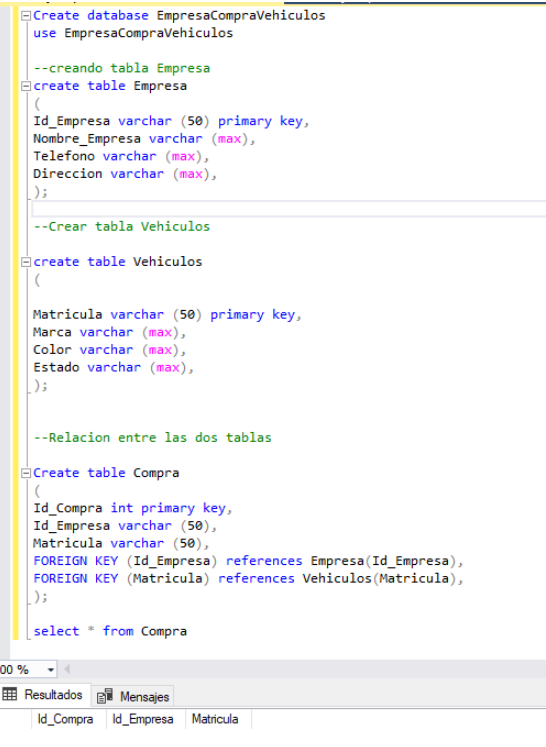 Create database EmpresaCompraVehiculos
use EmpresaCompraVehiculos
--creando tabla Empresa
create table Empresa
(
Id_Empresa varchar (50) primary key,
Nombre_Empresa varchar (max),
Telefono varchar (max),
Direccion varchar (max),
);
--Crear tabla Vehiculos
create table Vehiculos
(
Matricula varchar (50) primary key,
Marca varchar (max),
Color varchar (max),
Estado varchar (max),
);
--Relacion entre las dos tablas
Create table Compra
(
Id_Compra int primary key,
Id_Empresa varchar (50),
Matricula varchar (50),
FOREIGN KEY (Id_Empresa) references Empresa(Id_Empresa),
FOREIGN KEY (Matricula) references Vehiculos(Matricula),
);
select * from Compra
00 %
Resultados Mensajes
Id_Compra Id_Empresa Matricula